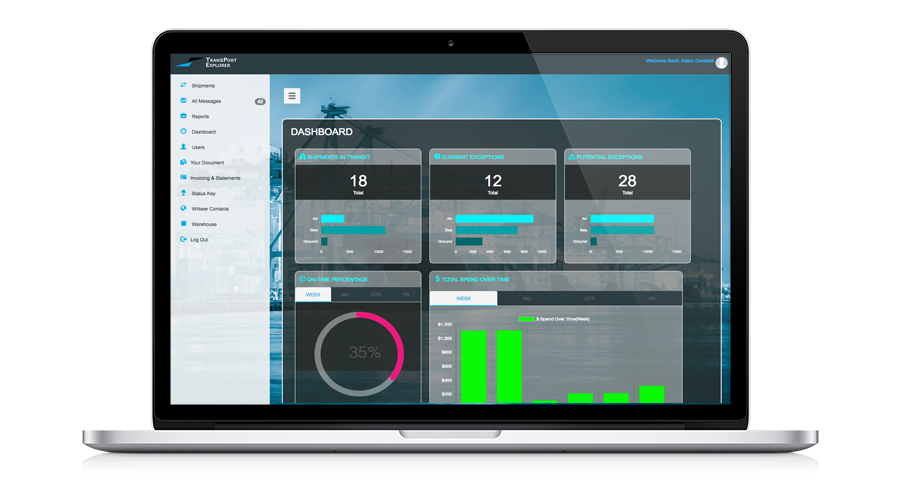 TRANSPORT
EXPLORER
Welcome Back, Adam Donatelli
Shipments
All Messages 42
Reports
Dashboard
Users
Your Document
Invoicing & Statements
Status Key
Witwer Contacts
Warehouse
Log Out
DASHBOARD
SHIPMENTS IN TRANSIT
18
Total
Air
Sea
Ground
0 500 1000 1500
CURRENT EXCEPTIONS
12
Total
Air
Sea
Ground
0 200 400 600 800 1000
POTENTIAL EXCEPTIONS
28
Total
Air
Sea
Ground
0 500 1000 1500
ON-TIME PERCENTAGE
WEEK MO. QTR. YR.
35%
$ TOTAL SPEND OVER TIME
WEEK MO. QTR. YR.
$ Spend Over Time(Week)
$1,200
$1,000
$800
$600
$400
$200